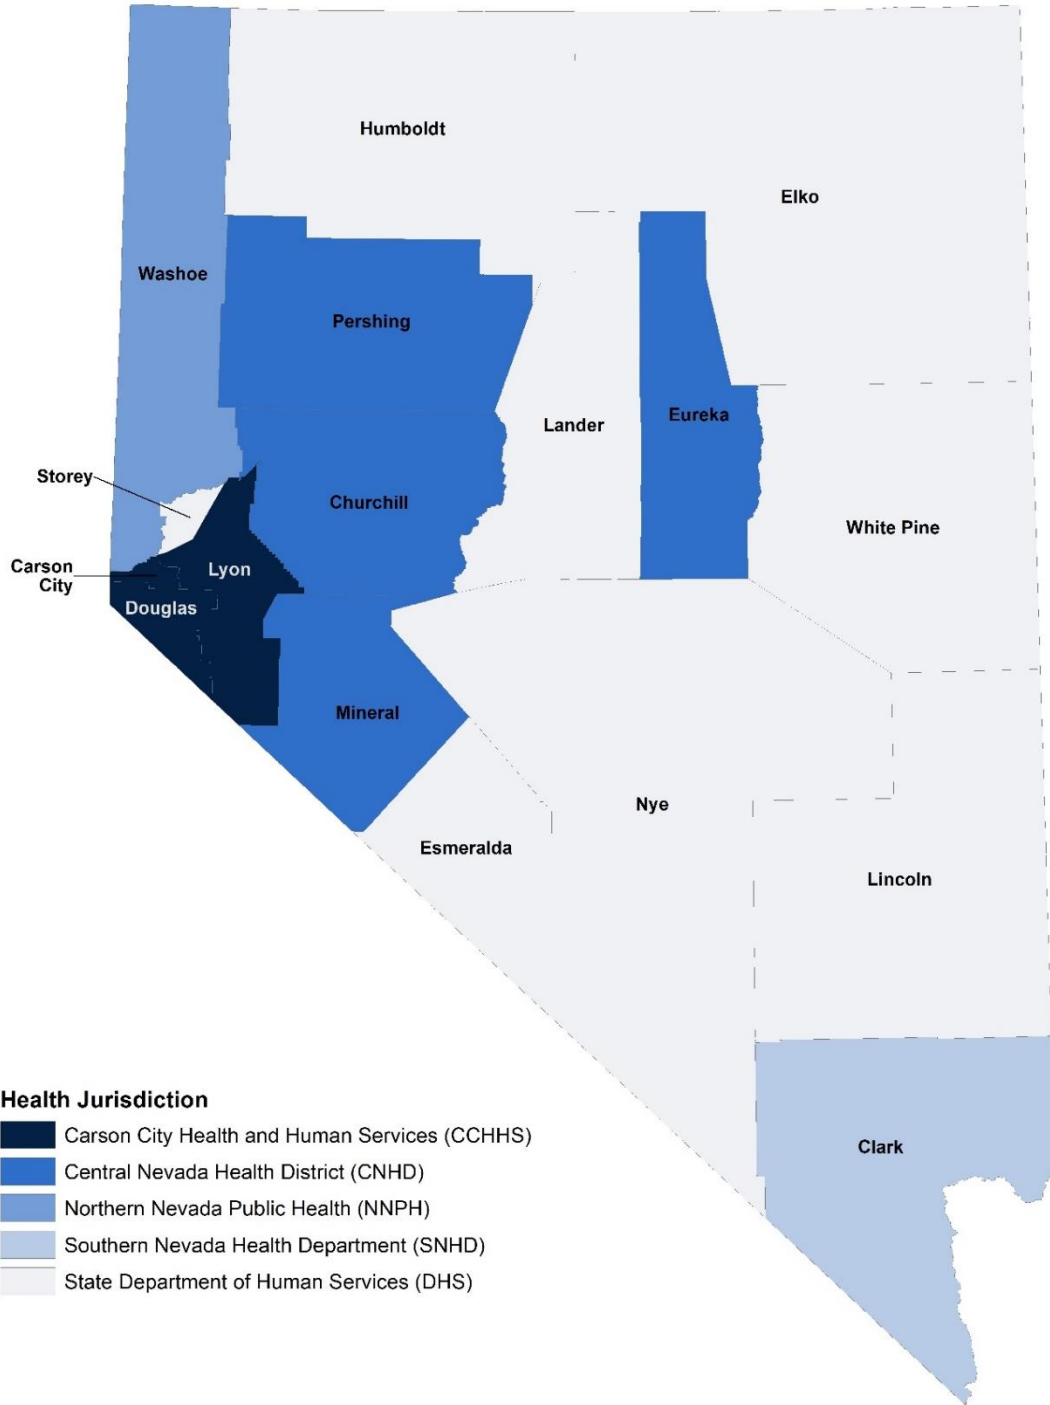 Humboldt
Elko
Washoe
Pershing
Eureka
Lander
Storey
Churchill
White Pine
Carson
City
Lyon
Douglas
Mineral
Nye
Esmeralda
Lincoln
Health Jurisdiction
Carson City Health and Human Services (CCHHS)
Central Nevada Health District (CNHD)
Northern Nevada Public Health (NNPH)
Southern Nevada Health Department (SNHD)
State Department of Human Services (DHS)
Clark